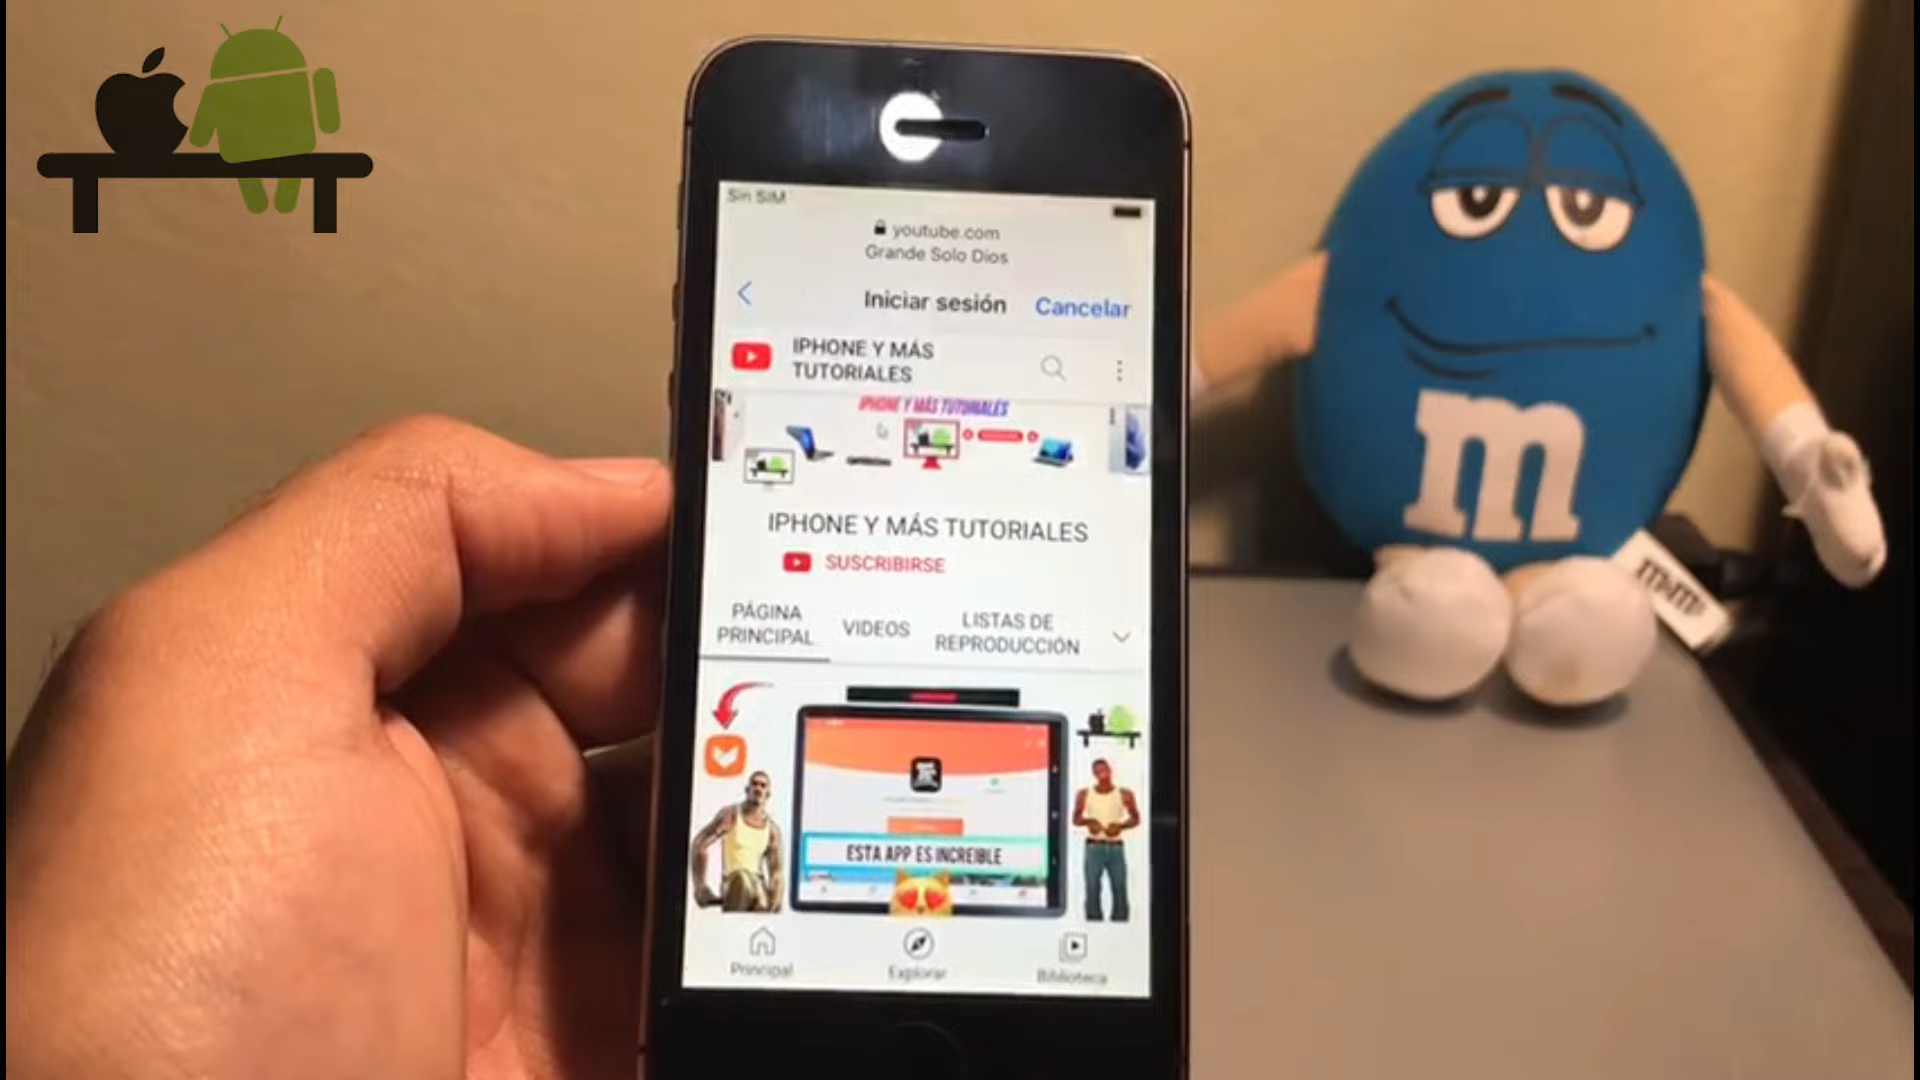 Sin SIM
youtube.com
Grande Solo Dios
Iniciar sesión
Cancelar
IPHONE Y MÁS
TUTORIALES
IPHONE Y MÁS TUTORIALES
IPHONE Y MÁS TUTORIALES
SUSCRIBIRSE
PÁGINA
PRINCIPAL
VIDEOS
LISTAS DE
REPRODUCCIÓN
ESTA APP ES INCREIBLE
Principal
Explorar
Biblioteca
m
m&m's